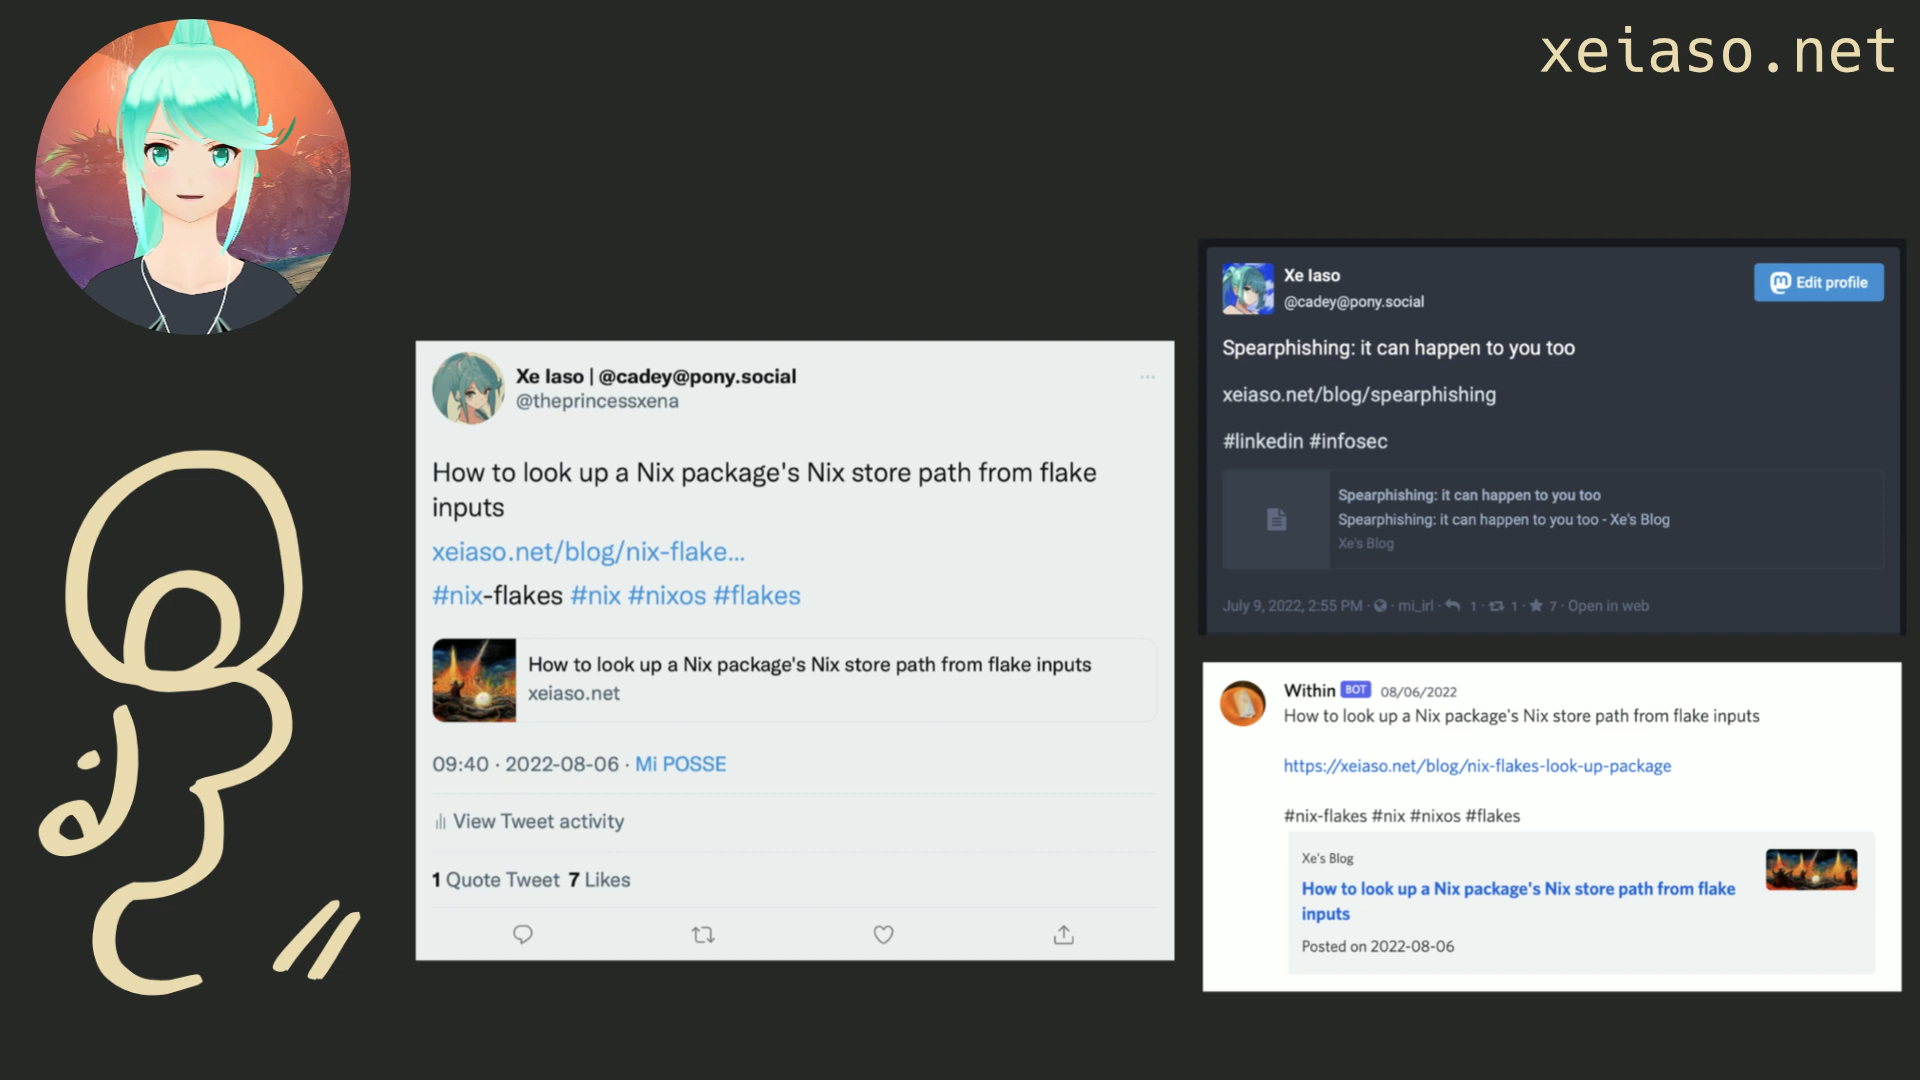 xeiaso.net
Xe Iaso | @cadey@pony.social
@theprincessxena
How to look up a Nix package's Nix store path from flake
inputs
xeiaso.net/blog/nix-flake...
#nix-flakes #nix #nixos #flakes
How to look up a Nix package's Nix store path from flake inputs
xeiaso.net
09:40 · 2022-08-06 · Mi POSSE
View Tweet activity
1 Quote Tweet 7 Likes
Xe Iaso
@cadey@pony.social
Edit profile
Spearphishing: it can happen to you too
xeiaso.net/blog/spearphishing
#linkedin #infosec
Spearphishing: it can happen to you too
Spearphishing: it can happen to you too - Xe's Blog
Xe's Blog
July 9, 2022, 2:55 PM · mi_irl · 1 · 1 · 7 · Open in web
Within BOT 08/06/2022
How to look up a Nix package's Nix store path from flake inputs
https://xeiaso.net/blog/nix-flakes-look-up-package
#nix-flakes #nix #nixos #flakes
Xe's Blog
How to look up a Nix package's Nix store path from flake
inputs
Posted on 2022-08-06